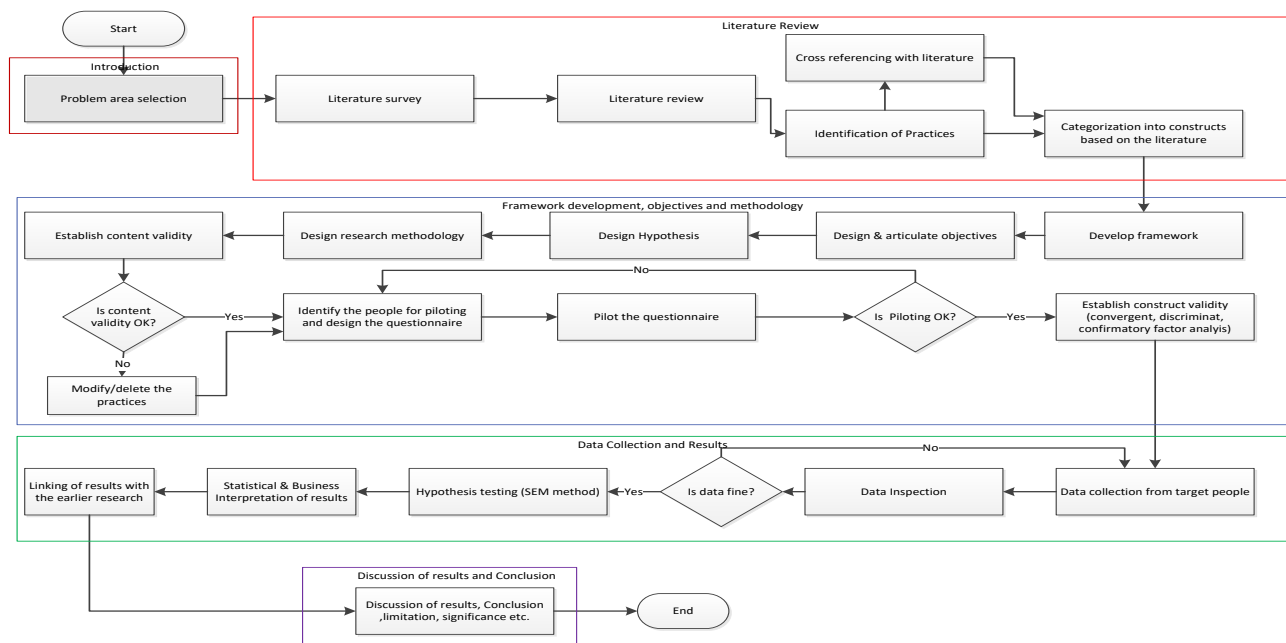 Start
Introduction
Problem area selection
Literature Review
Literature survey
Literature review
Cross referencing with literature
Identification of Practices
Categorization into constructs
based on the literature
Framework development, objectives and methodology
Establish content validity
Design research methodology
Design Hypothesis
Design & articulate objectives
Develop framework
No
Is content
validity OK?
Yes
Identify the people for piloting
and design the questionnaire
Pilot the questionnaire
Is Piloting OK?
Yes
Establish construct validity
(convergent, discriminat,
confirmatory factor analyis)
No
Modify/delete the
practices
Data Collection and Results
No
Linking of results with
the earlier research
Statistical & Business
Interpretation of results
Hypothesis testing (SEM method)
Yes
Is data fine?
Data Inspection
Data collection from target people
Discussion of results and Conclusion
Discussion of results, Conclusion
,limitation, significance etc.
End